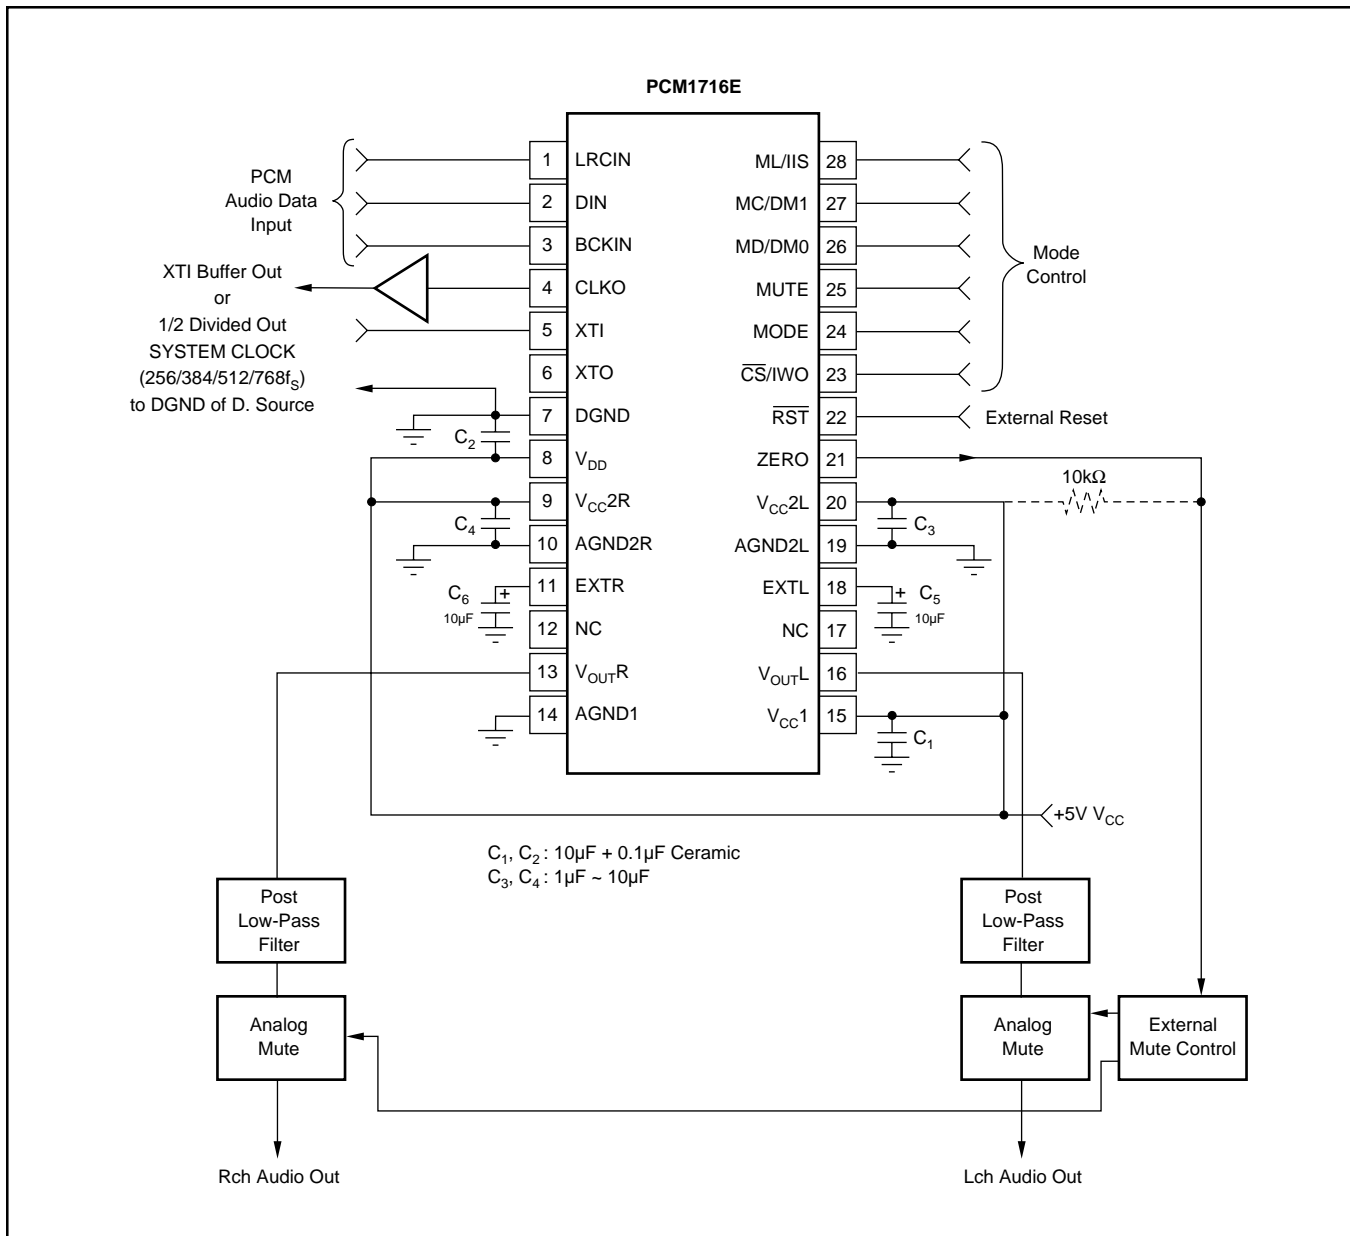 PCM1716E
PCM
Audio Data
Input
XTI Buffer Out
or
1/2 Divided Out
SYSTEM CLOCK
(256/384/512/768fS)
to DGND of D. Source
1 LRCIN
2 DIN
3 BCKIN
4 CLKO
5 XTI
6 XTO
7 DGND
8 VDD
9 VCC2R
10 AGND2R
11 EXTR
12 NC
13 VOUTR
14 AGND1
ML/IIS 28
MC/DM1 27
MD/DM0 26
MUTE 25
MODE 24
C̅S̅/IWO 23
R̅S̅T̅ 22
ZERO 21
VCC2L 20
AGND2L 19
EXTL 18
NC 17
VOUTL 16
VCC1 15
Mode
Control
External Reset
10kΩ
C2
C4
C6 +
10µF
C3
+ C5
10µF
C1
+5V VCC
C1, C2 : 10µF + 0.1µF Ceramic
C3, C4 : 1µF ~ 10µF
Post
Low-Pass
Filter
Analog
Mute
Rch Audio Out
Post
Low-Pass
Filter
Analog
Mute
Lch Audio Out
External
Mute Control